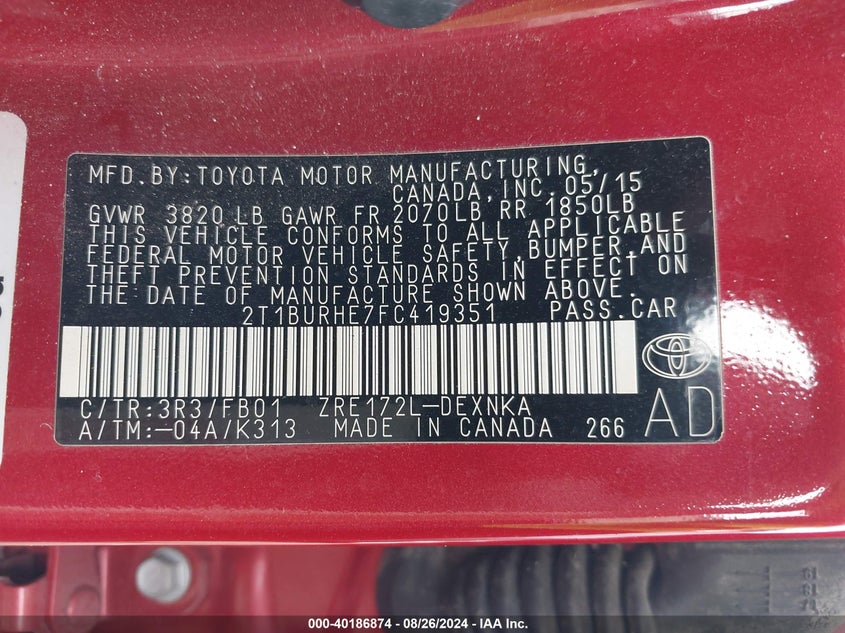 MFD.BY:TOYOTA MOTOR MANUFACTURING,
CANADA, INC. 05/15
GVWR 3820 LB GAWR FR 2070LB RR 1850LB
THIS VEHICLE CONFORMS TO ALL APPLICABLE
FEDERAL MOTOR VEHICLE SAFETY,BUMPER,AND
THEFT PREVENTION STANDARDS IN EFFECT ON
THE DATE OF MANUFACTURE SHOWN ABOVE.
2T1BURHE7FC419351 PASS.CAR
C/TR:3R3/FB01 ZRE172L-DEXNKA
A/TM:-04A/K313 MADE IN CANADA 266 AD
000-40186874 / 08/26/2024 - IAA Inc.